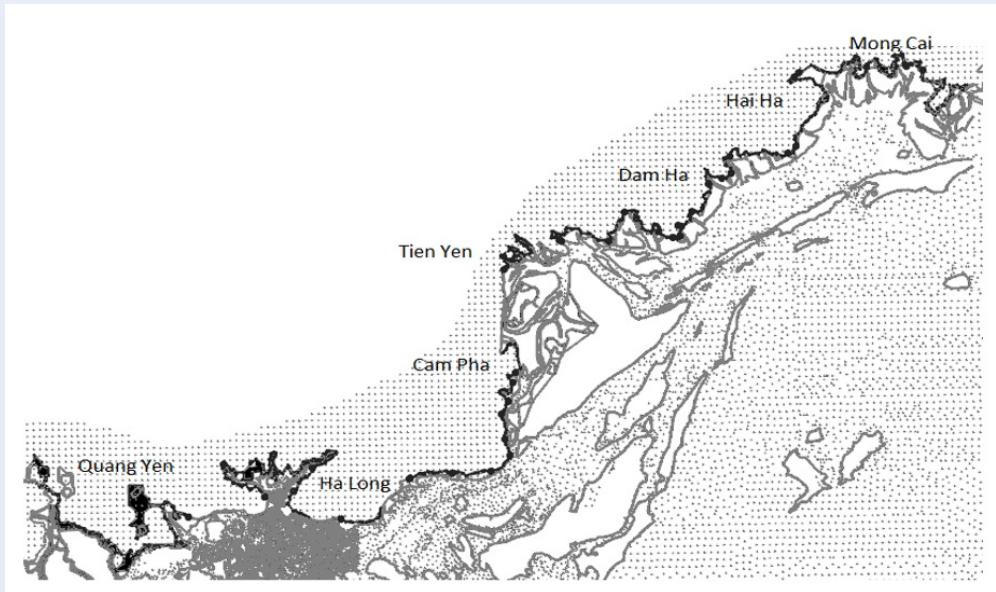 Mong Cai
Hai Ha
Dam Ha
Tien Yen
Cam Pha
Quang Yen
Ha Long